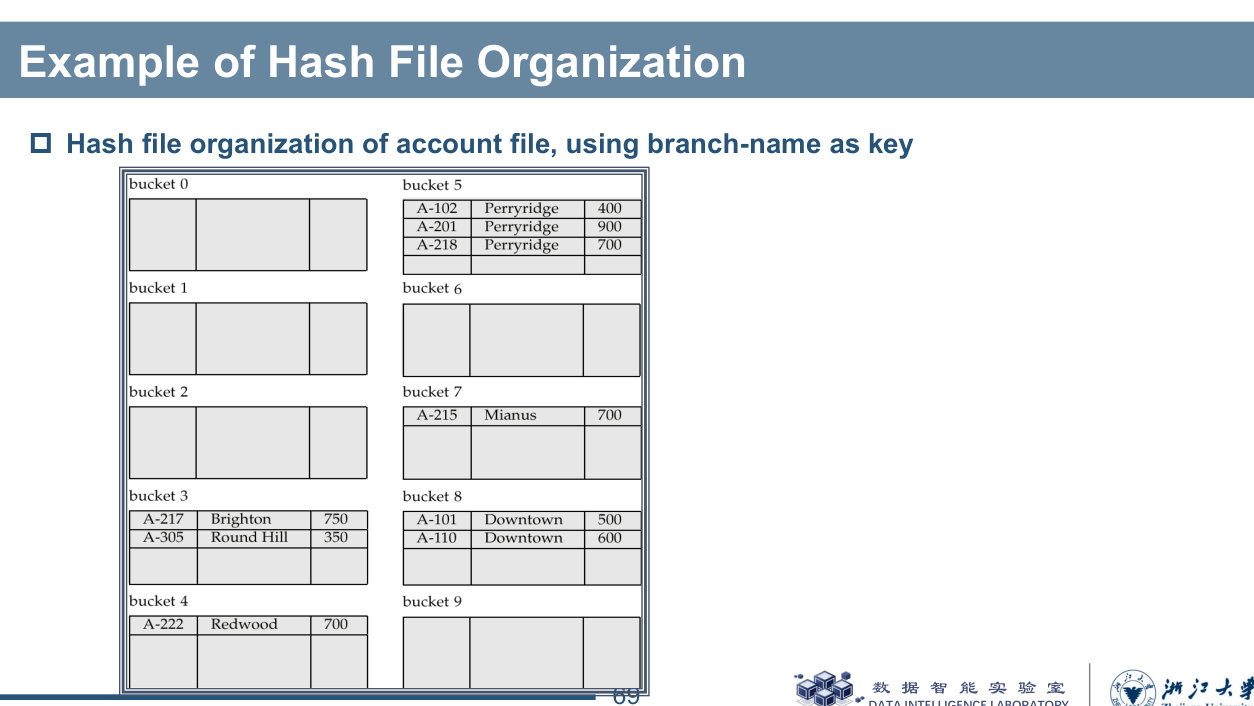 Example of Hash File Organization
Hash file organization of account file, using branch-name as key
bucket 0
bucket 1
bucket 2
bucket 3
A-217 Brighton 750
A-305 Round Hill 350
bucket 4
A-222 Redwood 700
bucket 5
A-102 Perryridge 400
A-201 Perryridge 900
A-218 Perryridge 700
bucket 6
bucket 7
A-215 Mianus 700
bucket 8
A-101 Downtown 500
A-110 Downtown 600
bucket 9
69
数据智能实验室
DATA INTELLIGENCE LABORATORY
浙江大学
Zhejiang University